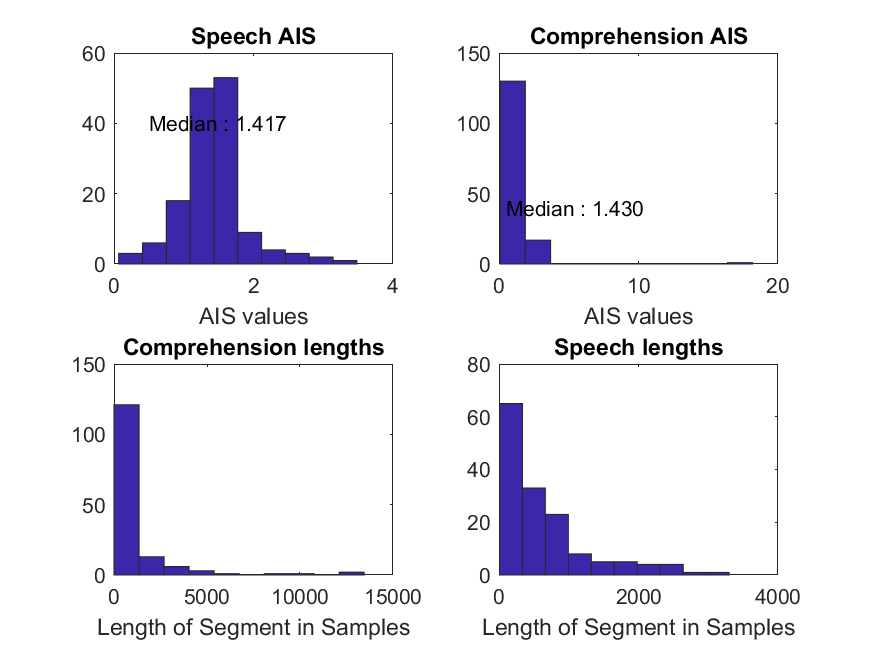 Speech AIS
60
40
20
0
Median : 1.417
0 2 4
AIS values
Comprehension AIS
150
100
50
0
Median : 1.430
0 10 20
AIS values
Comprehension lengths
150
100
50
0
0 5000 10000 15000
Length of Segment in Samples
Speech lengths
80
60
40
20
0
0 2000 4000
Length of Segment in Samples